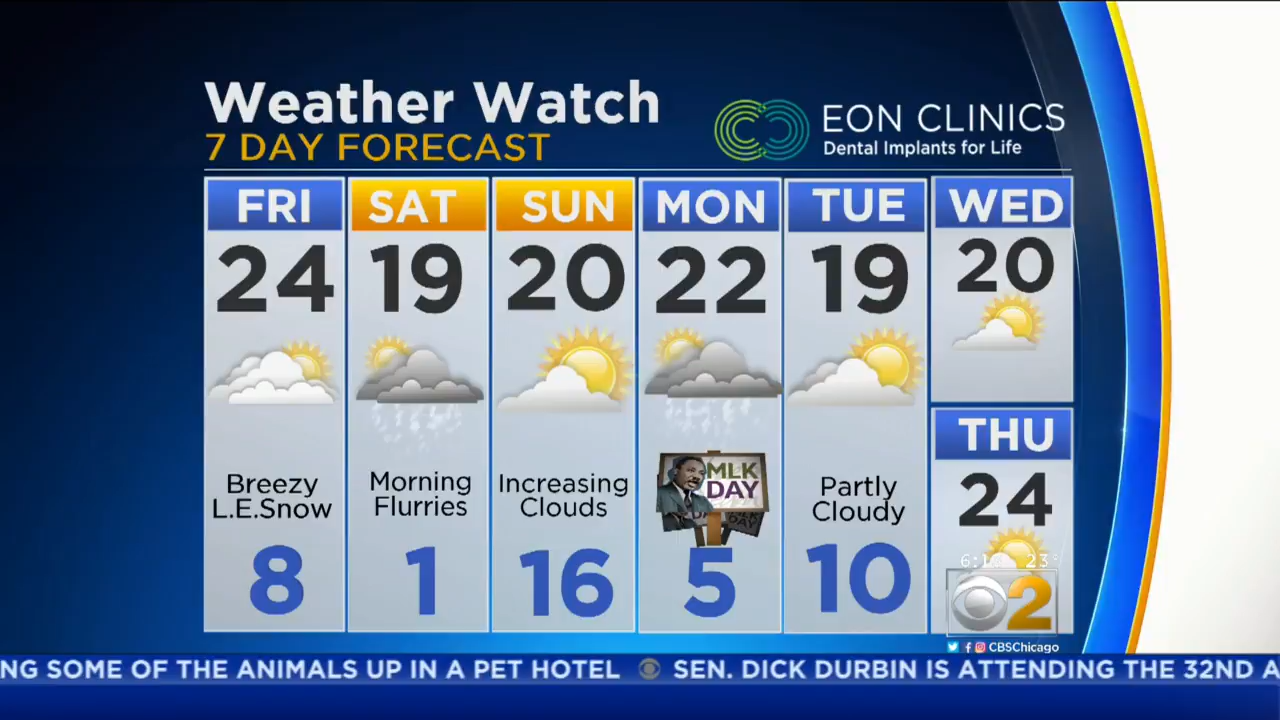 Weather Watch
7 DAY FORECAST
EON CLINICS
Dental Implants for Life
FRI
24
Breezy
L.E.Snow
8
SAT
19
Morning
Flurries
1
SUN
20
Increasing
Clouds
16
MON
22
MLK
DAY
5
TUE
19
Partly
Cloudy
10
WED
20
THU
24
23°
2
CBSChicago
NG SOME OF THE ANIMALS UP IN A PET HOTEL SEN. DICK DURBIN IS ATTENDING THE 32ND A